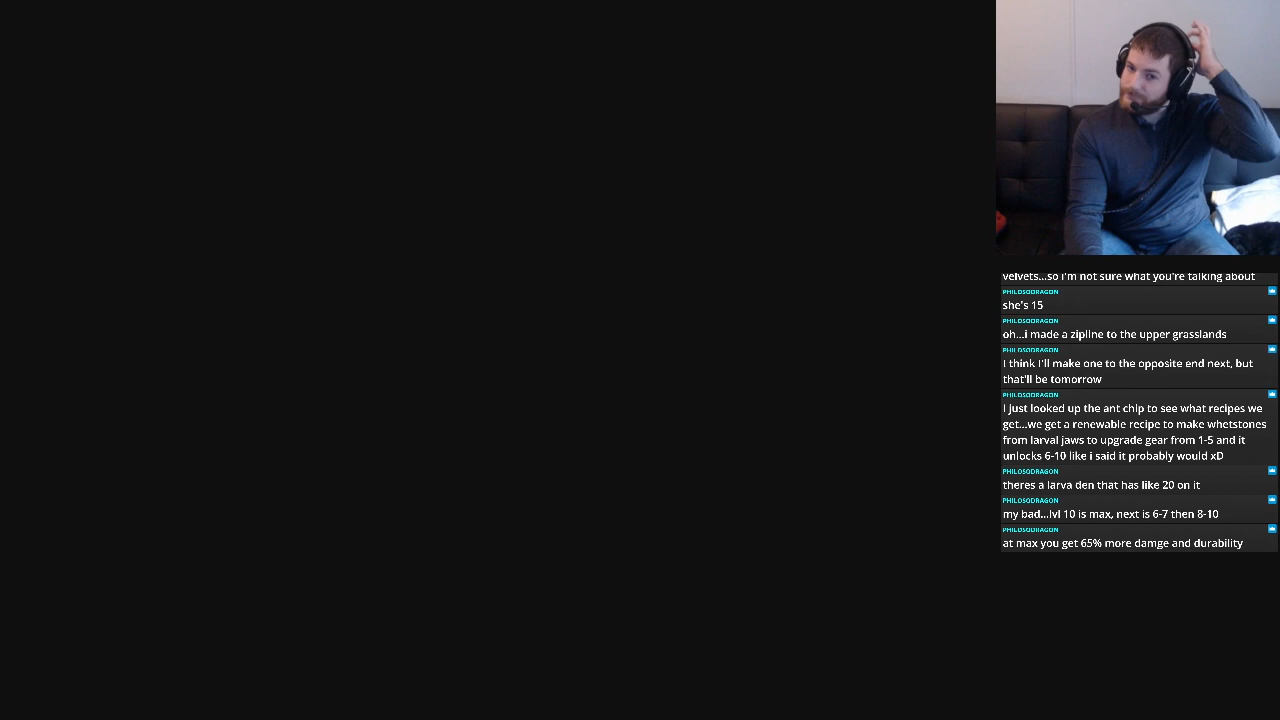 velvets...so i'm not sure what you're talking about
PHILOSODRAGON
she's 15
PHILOSODRAGON
oh...i made a zipline to the upper grasslands
PHILOSODRAGON
I think I'll make one to the opposite end next, but
that'll be tomorrow
PHILOSODRAGON
I just looked up the ant chip to see what recipes we
get...we get a renewable recipe to make whetstones
from larval jaws to upgrade gear from 1-5 and it
unlocks 6-10 like i said it probably would xD
PHILOSODRAGON
theres a larva den that has like 20 on it
PHILOSODRAGON
my bad...lvl 10 is max, next is 6-7 then 8-10
PHILOSODRAGON
at max you get 65% more damge and durability